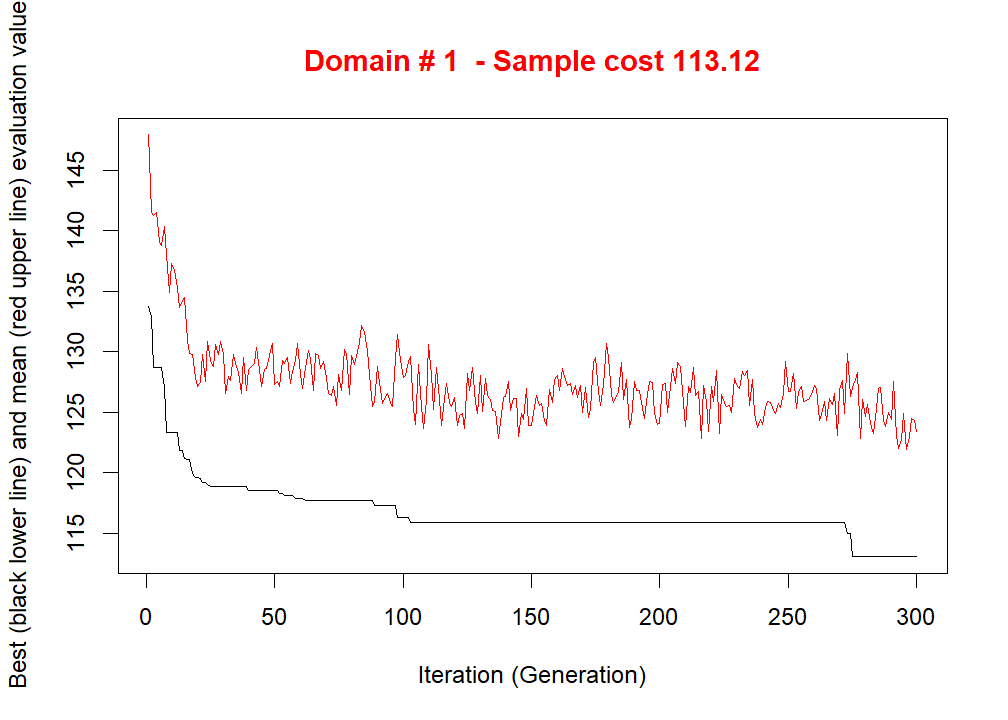 Domain # 1  - Sample cost 113.12
Best (black lower line) and mean (red upper line) evaluation value
145
140
135
130
125
120
115
0 50 100 150 200 250 300
Iteration (Generation)